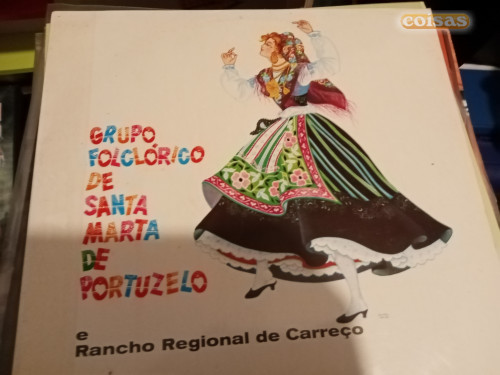 coisas
GRUPO
FOLCLÓRICO
DE
SANTA
MARTA
DE
PORTUZELO
e
Rancho Regional de Carreço